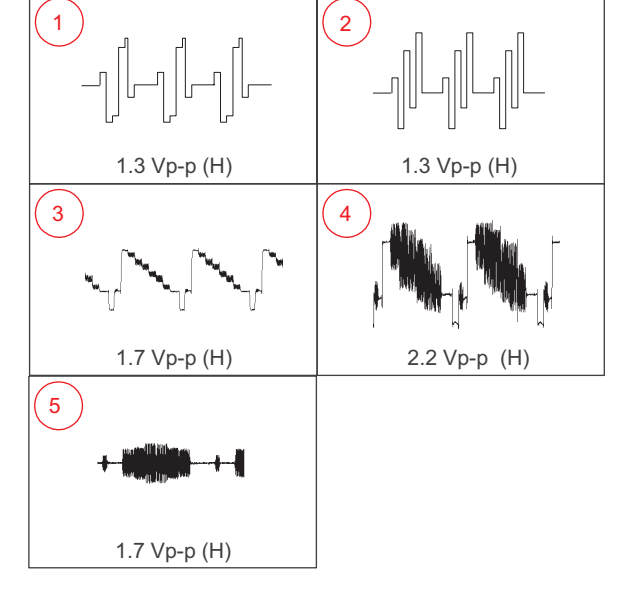 1
2
1.3 Vp-p (H)
1.3 Vp-p (H)
3
4
1.7 Vp-p (H)
2.2 Vp-p (H)
5
1.7 Vp-p (H)